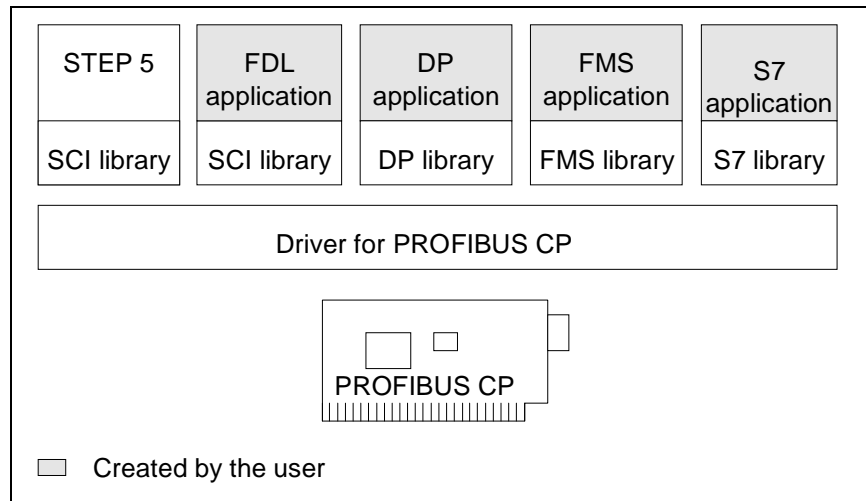 STEP 5
FDL
application
DP
application
FMS
application
S7
application
SCI library
SCI library
DP library
FMS library
S7 library
Driver for PROFIBUS CP
PROFIBUS CP
Created by the user